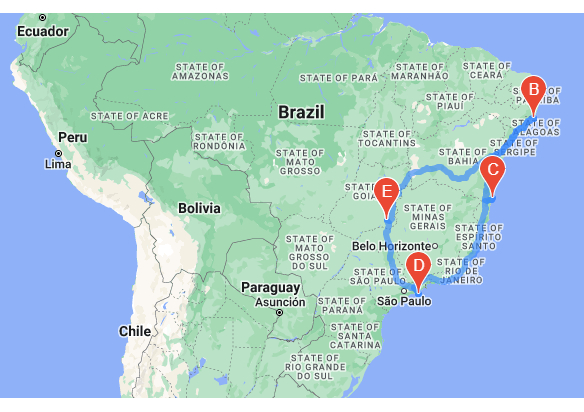 Ecuador
STATE OF
AMAZONAS
STATE OF PARÁ
STATE OF
MARANHÃO
STATE OF
CEARÁ
B
STATE OF
PIAUÍ
Brazil
STATE OF ACRE
Peru
Lima
STATE OF
RONDÔNIA
STATE OF
TOCANTINS
STATE OF
ALAGOAS
STATE OF
SERGIPE
STATE OF
BAHIA
C
STATE OF
MATO
GROSSO
E
Bolivia
STATE OF
MINAS
GERAIS
STATE OF
ESPÍRITO
SANTO
Belo Horizonte
STATE OF
MATO
GROSSO
DO SUL
D
STATE OF
RIO DE
JANEIRO
STATE OF
SÃO PAULO
São Paulo
Paraguay
Asunción
STATE OF
PARANÁ
Chile
STATE OF
SANTA
CATARINA
STATE OF
RIO GRANDE
DO SUL